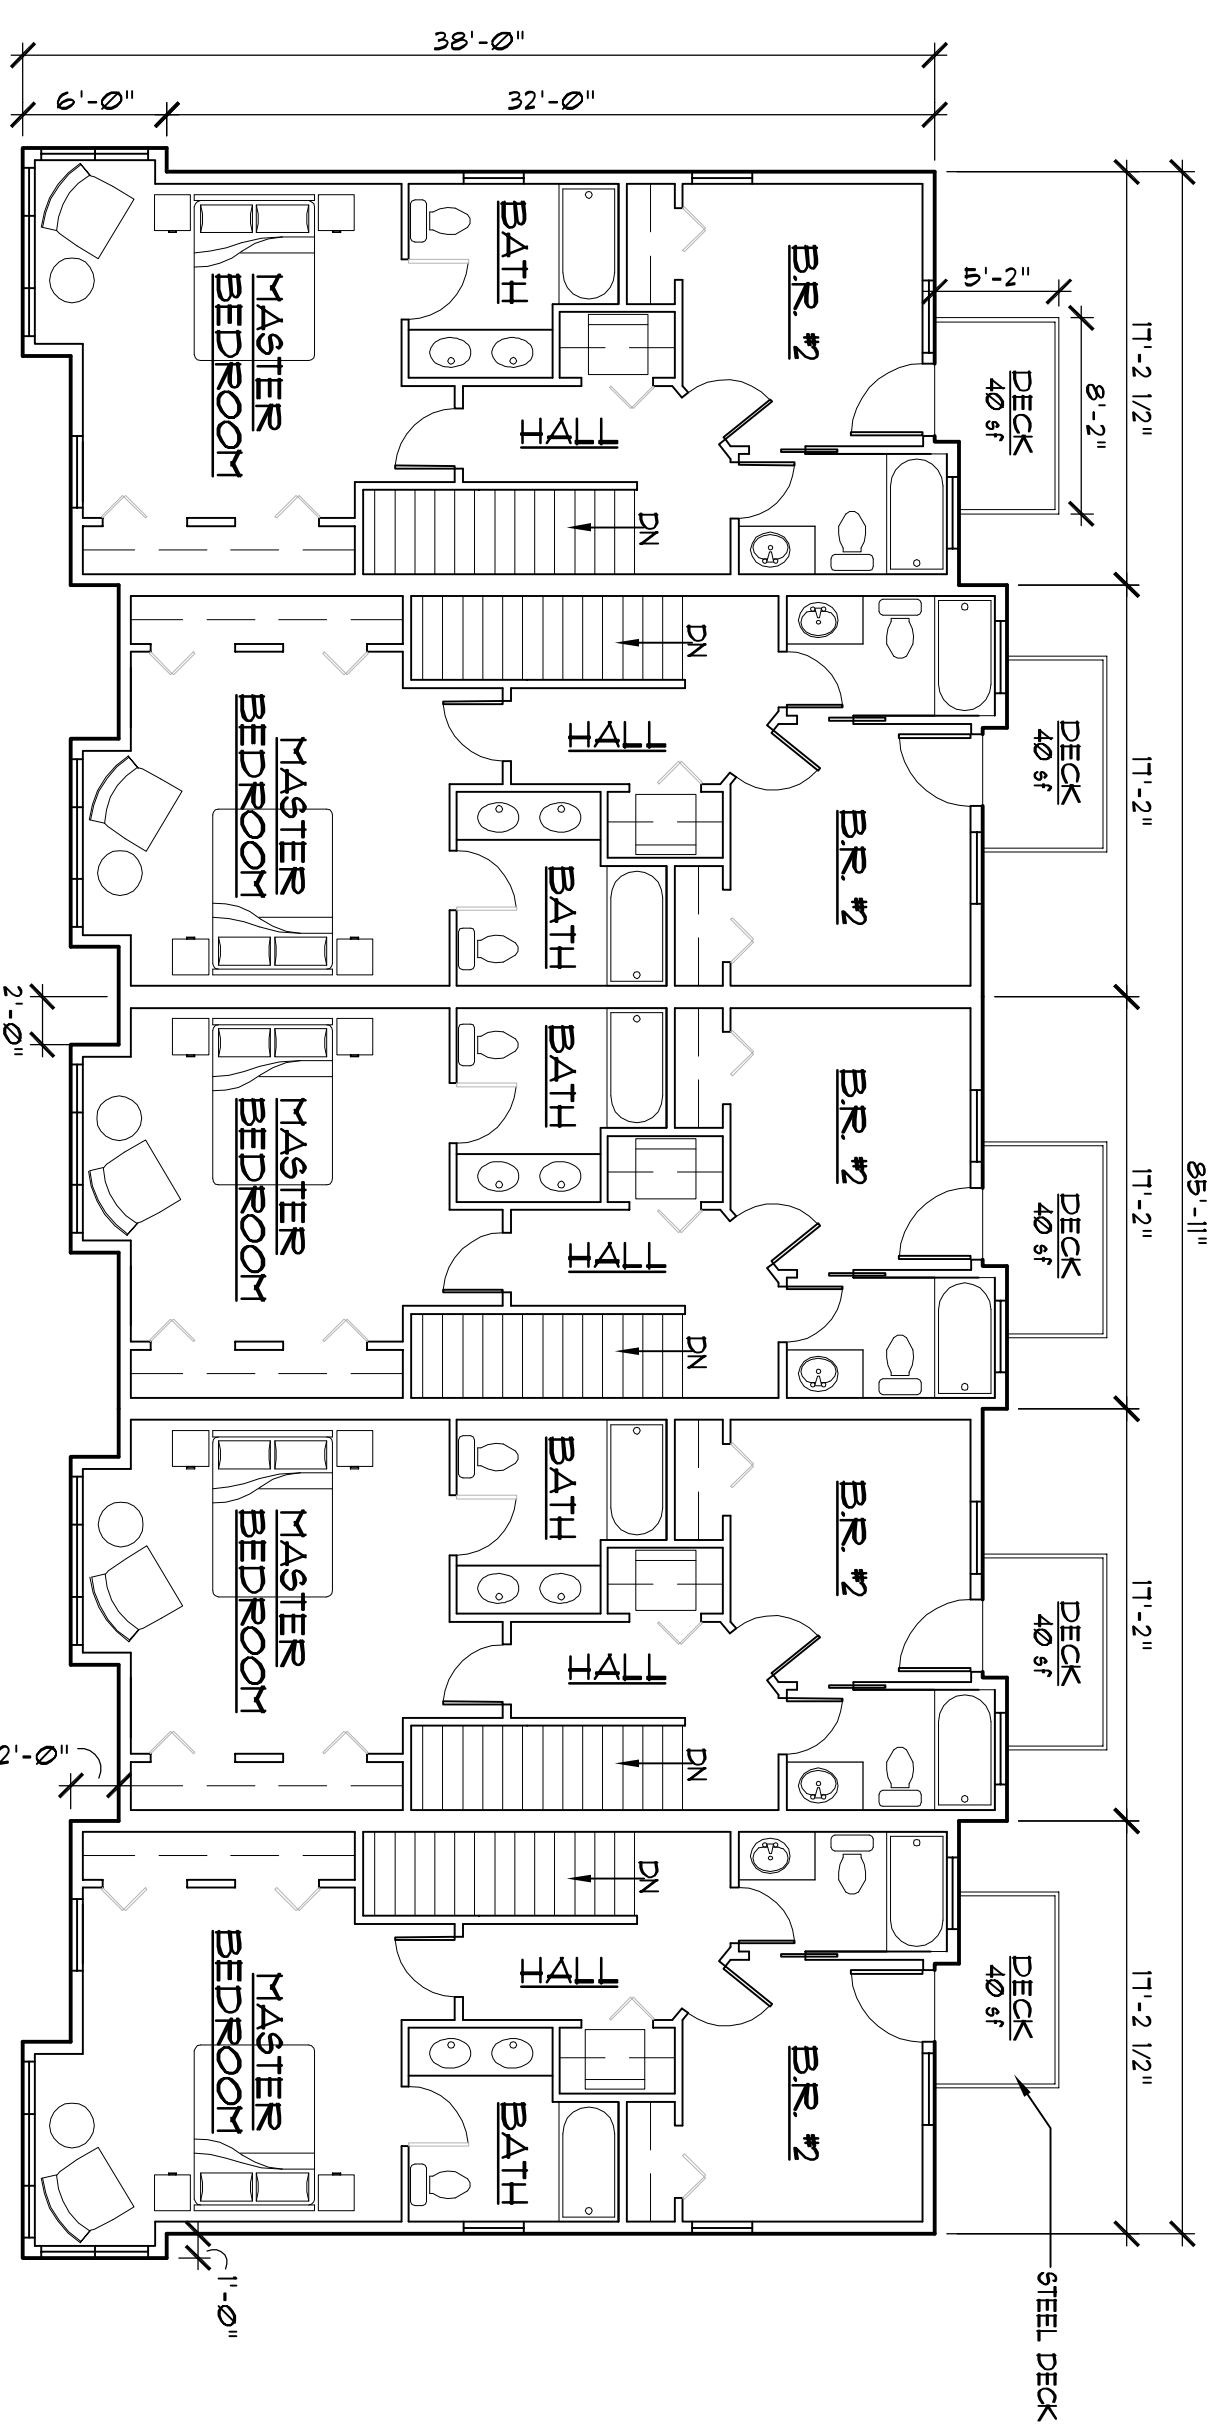 38'-0"
6'-0"
32'-0"
85'-11"
17'-2 1/2"
17'-2"
17'-2"
17'-2"
17'-2 1/2"
5'-2"
8'-2"
DECK
40 sf
DECK
40 sf
DECK
40 sf
DECK
40 sf
DECK
40 sf
STEEL DECK
B.R. #2
BATH
HALL
DN
MASTER
BEDROOM
B.R. #2
BATH
HALL
DN
MASTER
BEDROOM
B.R. #2
BATH
HALL
DN
MASTER
BEDROOM
B.R. #2
BATH
HALL
DN
MASTER
BEDROOM
B.R. #2
BATH
HALL
DN
MASTER
BEDROOM
2'-0"
2'-0"
1'-0"